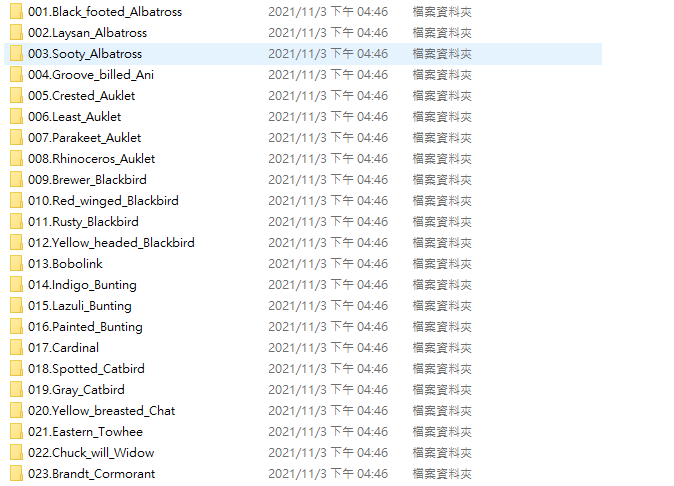 001.Black_footed_Albatross 2021/11/3 下午 04:46 檔案資料夾
002.Laysan_Albatross 2021/11/3 下午 04:46 檔案資料夾
003.Sooty_Albatross 2021/11/3 下午 04:46 檔案資料夾
004.Groove_billed_Ani 2021/11/3 下午 04:46 檔案資料夾
005.Crested_Auklet 2021/11/3 下午 04:46 檔案資料夾
006.Least_Auklet 2021/11/3 下午 04:46 檔案資料夾
007.Parakeet_Auklet 2021/11/3 下午 04:46 檔案資料夾
008.Rhinoceros_Auklet 2021/11/3 下午 04:46 檔案資料夾
009.Brewer_Blackbird 2021/11/3 下午 04:46 檔案資料夾
010.Red_winged_Blackbird 2021/11/3 下午 04:46 檔案資料夾
011.Rusty_Blackbird 2021/11/3 下午 04:46 檔案資料夾
012.Yellow_headed_Blackbird 2021/11/3 下午 04:46 檔案資料夾
013.Bobolink 2021/11/3 下午 04:46 檔案資料夾
014.Indigo_Bunting 2021/11/3 下午 04:46 檔案資料夾
015.Lazuli_Bunting 2021/11/3 下午 04:46 檔案資料夾
016.Painted_Bunting 2021/11/3 下午 04:46 檔案資料夾
017.Cardinal 2021/11/3 下午 04:46 檔案資料夾
018.Spotted_Catbird 2021/11/3 下午 04:46 檔案資料夾
019.Gray_Catbird 2021/11/3 下午 04:46 檔案資料夾
020.Yellow_breasted_Chat 2021/11/3 下午 04:46 檔案資料夾
021.Eastern_Towhee 2021/11/3 下午 04:46 檔案資料夾
022.Chuck_will_Widow 2021/11/3 下午 04:46 檔案資料夾
023.Brandt_Cormorant 2021/11/3 下午 04:46 檔案資料夾